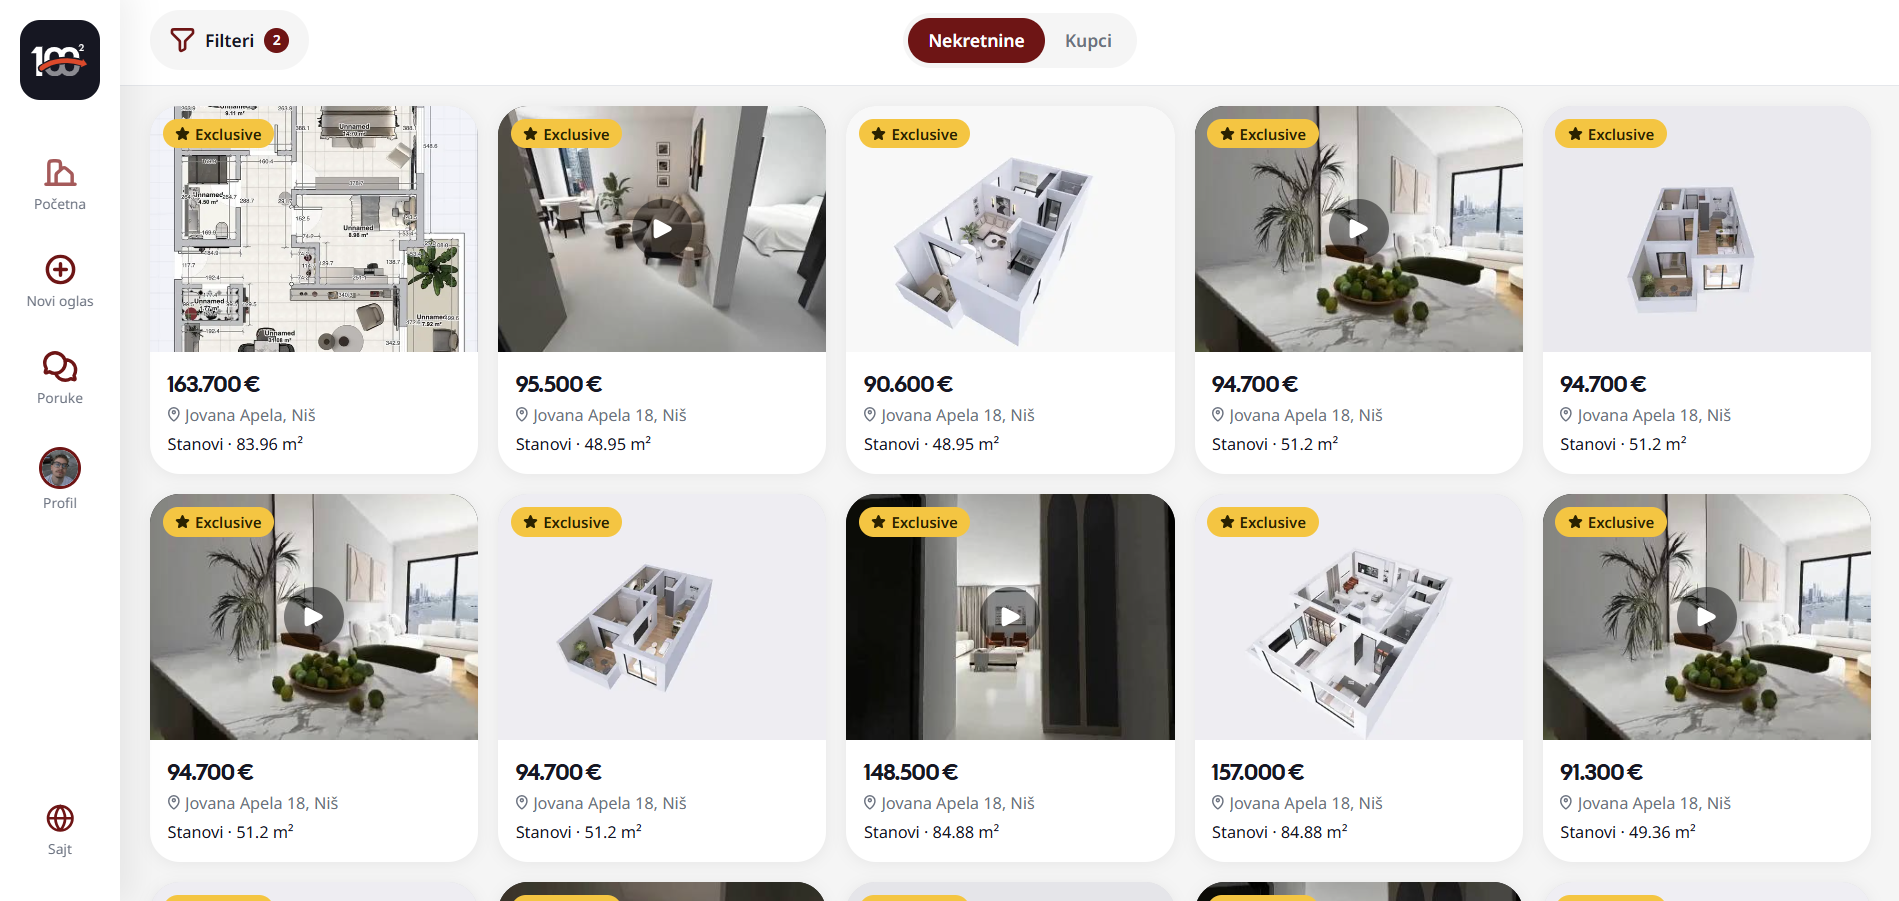 100²
Filteri 2
Nekretnine
Kupci
Početna
Novi oglas
Poruke
Profil
Sajt
Exclusive
163.700 €
Jovana Apela, Niš
Stanovi · 83.96 m²
Exclusive
95.500 €
Jovana Apela 18, Niš
Stanovi · 48.95 m²
Exclusive
90.600 €
Jovana Apela 18, Niš
Stanovi · 48.95 m²
Exclusive
94.700 €
Jovana Apela 18, Niš
Stanovi · 51.2 m²
Exclusive
94.700 €
Jovana Apela 18, Niš
Stanovi · 51.2 m²
Exclusive
94.700 €
Jovana Apela 18, Niš
Stanovi · 51.2 m²
Exclusive
94.700 €
Jovana Apela 18, Niš
Stanovi · 51.2 m²
Exclusive
148.500 €
Jovana Apela 18, Niš
Stanovi · 84.88 m²
Exclusive
157.000 €
Jovana Apela 18, Niš
Stanovi · 84.88 m²
Exclusive
91.300 €
Jovana Apela 18, Niš
Stanovi · 49.36 m²